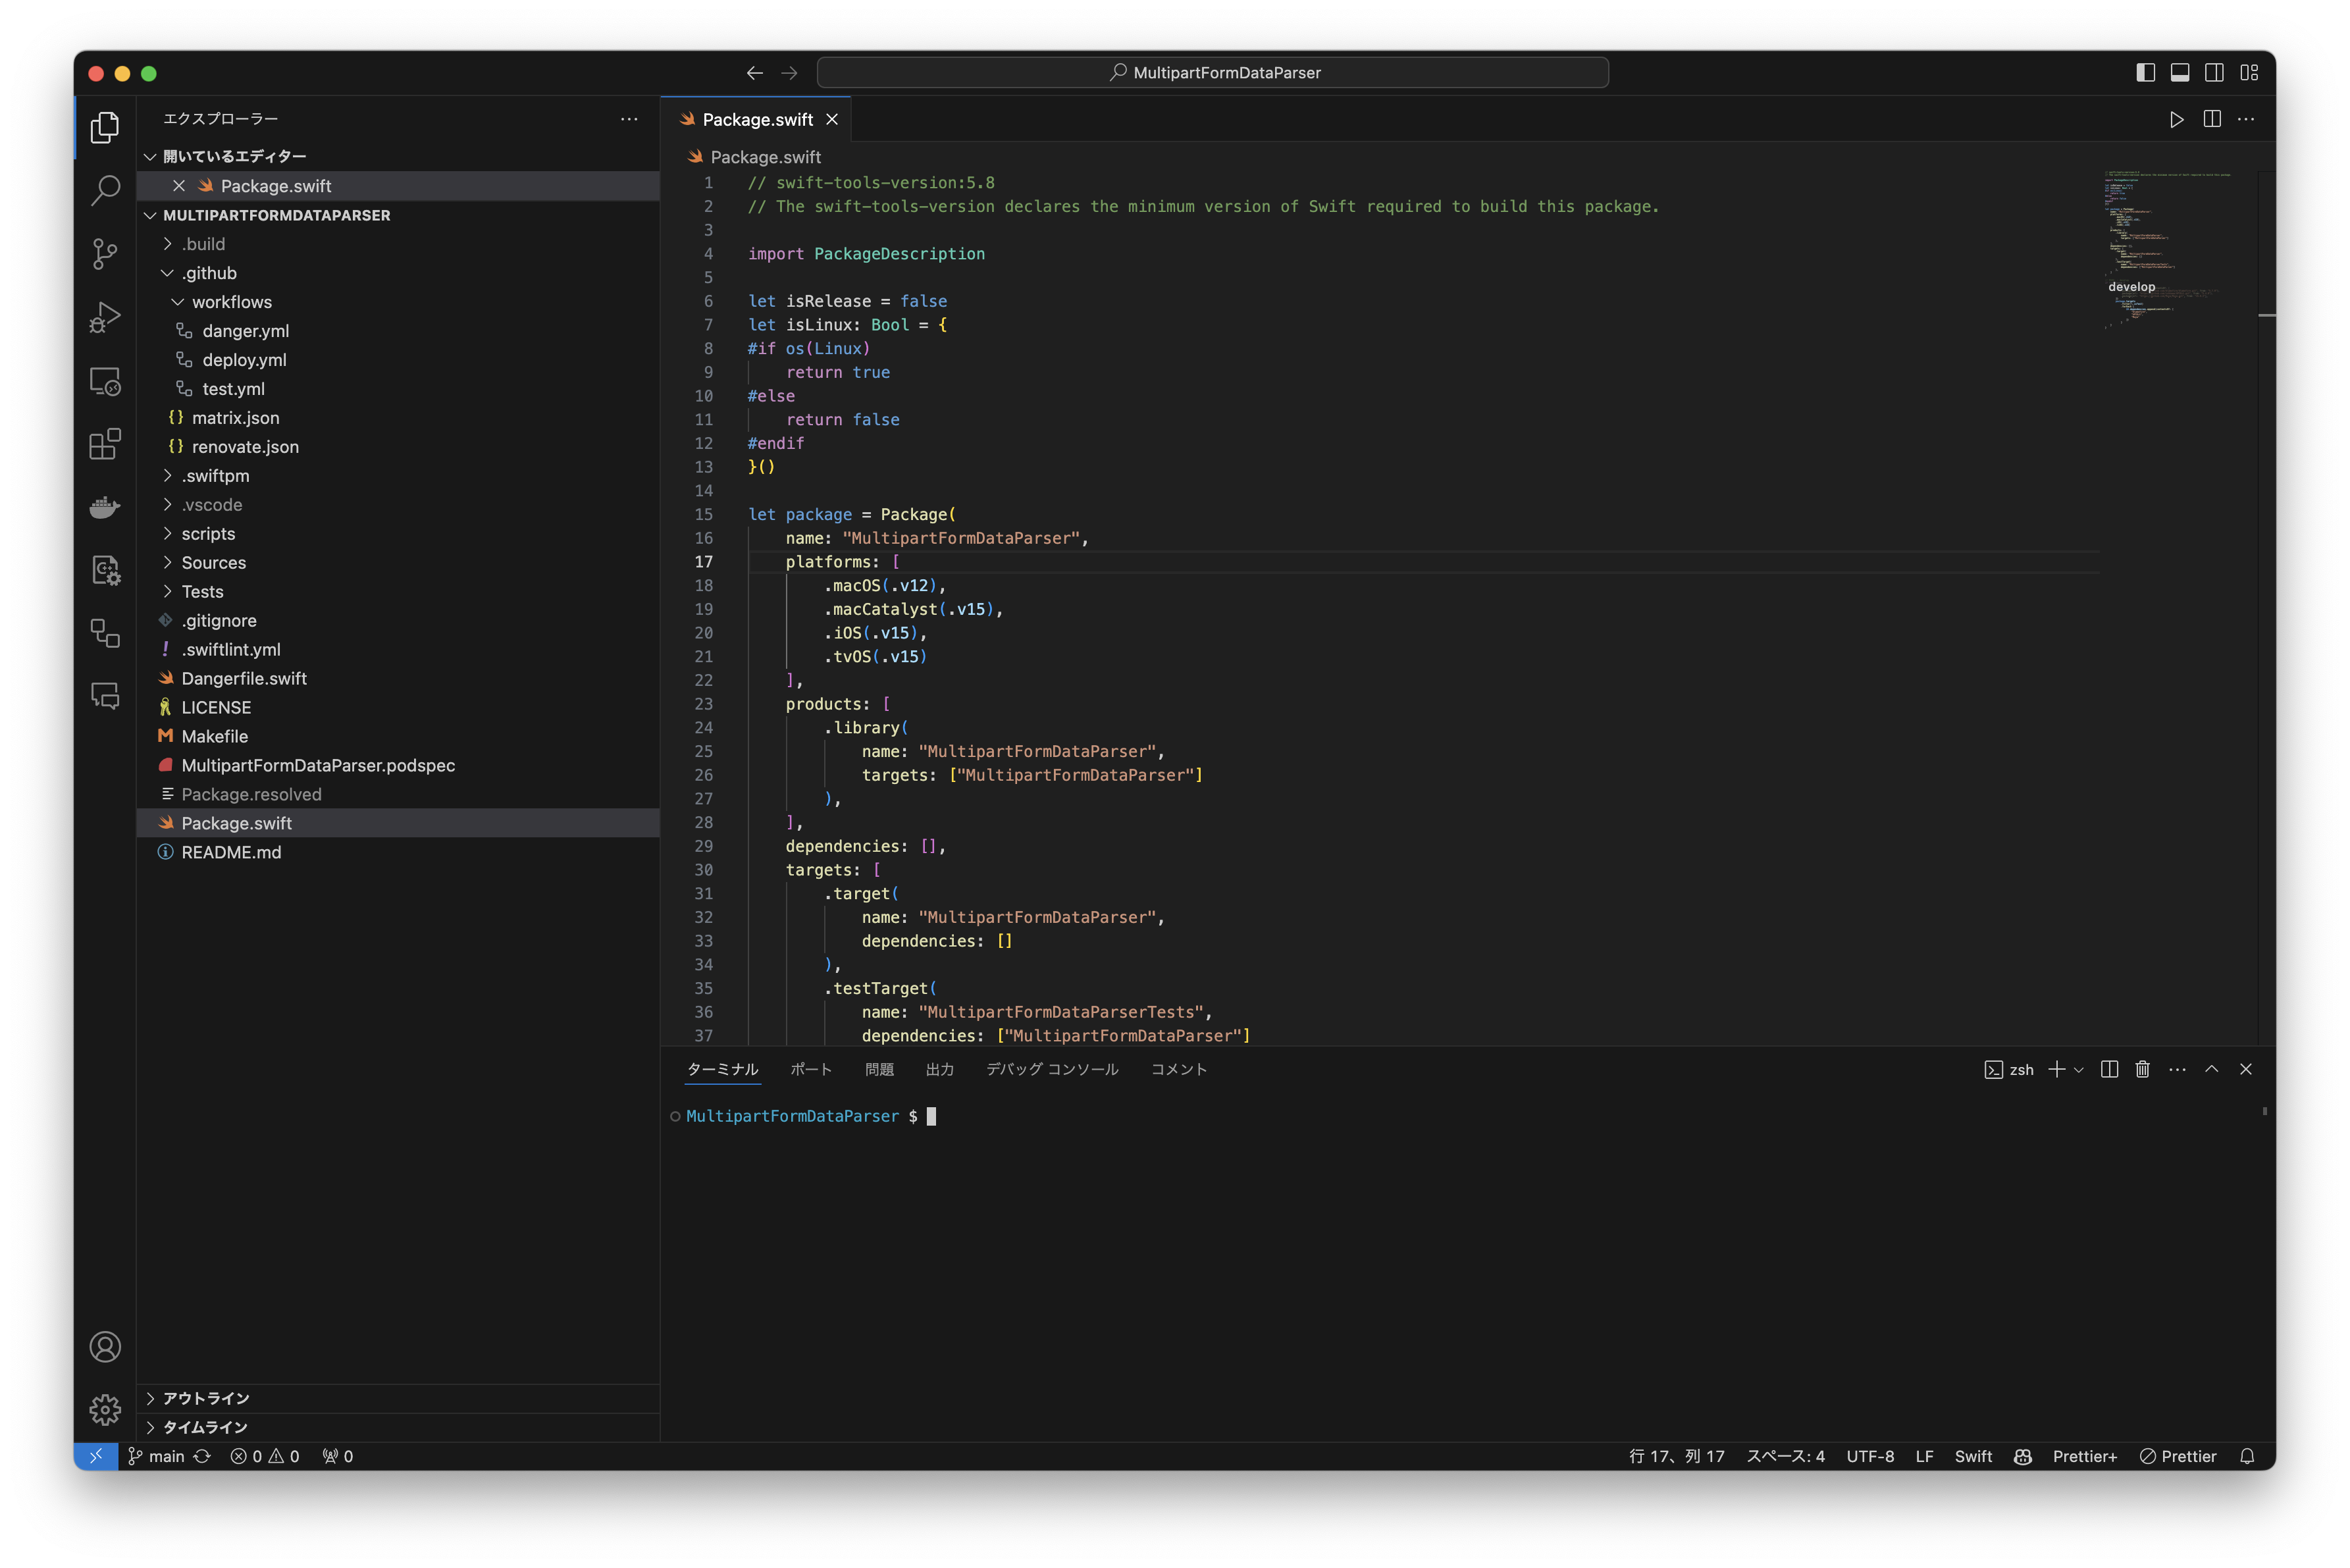 MultipartFormDataParser
エクスプローラー
開いているエディター
Package.swift
MULTIPARTFORMDATAPARSER
.build
.github
workflows
danger.yml
deploy.yml
test.yml
matrix.json
renovate.json
.swiftpm
.vscode
scripts
Sources
Tests
.gitignore
.swiftlint.yml
Dangerfile.swift
LICENSE
Makefile
MultipartFormDataParser.podspec
Package.resolved
Package.swift
README.md
アウトライン
タイムライン
Package.swift
Package.swift
1 // swift-tools-version:5.8
2 // The swift-tools-version declares the minimum version of Swift required to build this package.
3
4 import PackageDescription
5
6 let isRelease = false
7 let isLinux: Bool = {
8 #if os(Linux)
9     return true
10 #else
11     return false
12 #endif
13 }()
14
15 let package = Package(
16     name: "MultipartFormDataParser",
17     platforms: [
18         .macOS(.v12),
19         .macCatalyst(.v15),
20         .iOS(.v15),
21         .tvOS(.v15)
22     ],
23     products: [
24         .library(
25             name: "MultipartFormDataParser",
26             targets: ["MultipartFormDataParser"]
27         ),
28     ],
29     dependencies: [],
30     targets: [
31         .target(
32             name: "MultipartFormDataParser",
33             dependencies: []
34         ),
35         .testTarget(
36             name: "MultipartFormDataParserTests",
37             dependencies: ["MultipartFormDataParser"]
develop
ターミナル ポート 問題 出力 デバッグ コンソール コメント
zsh
MultipartFormDataParser $
main 0 0 0
行 17、列 17 スペース: 4 UTF-8 LF Swift Prettier+ Prettier